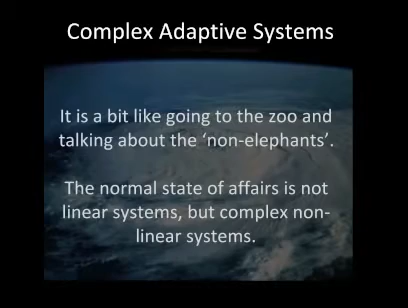 Complex Adaptive Systems
It is a bit like going to the zoo and
talking about the ‘non-elephants’.
The normal state of affairs is not
linear systems, but complex non-
linear systems.